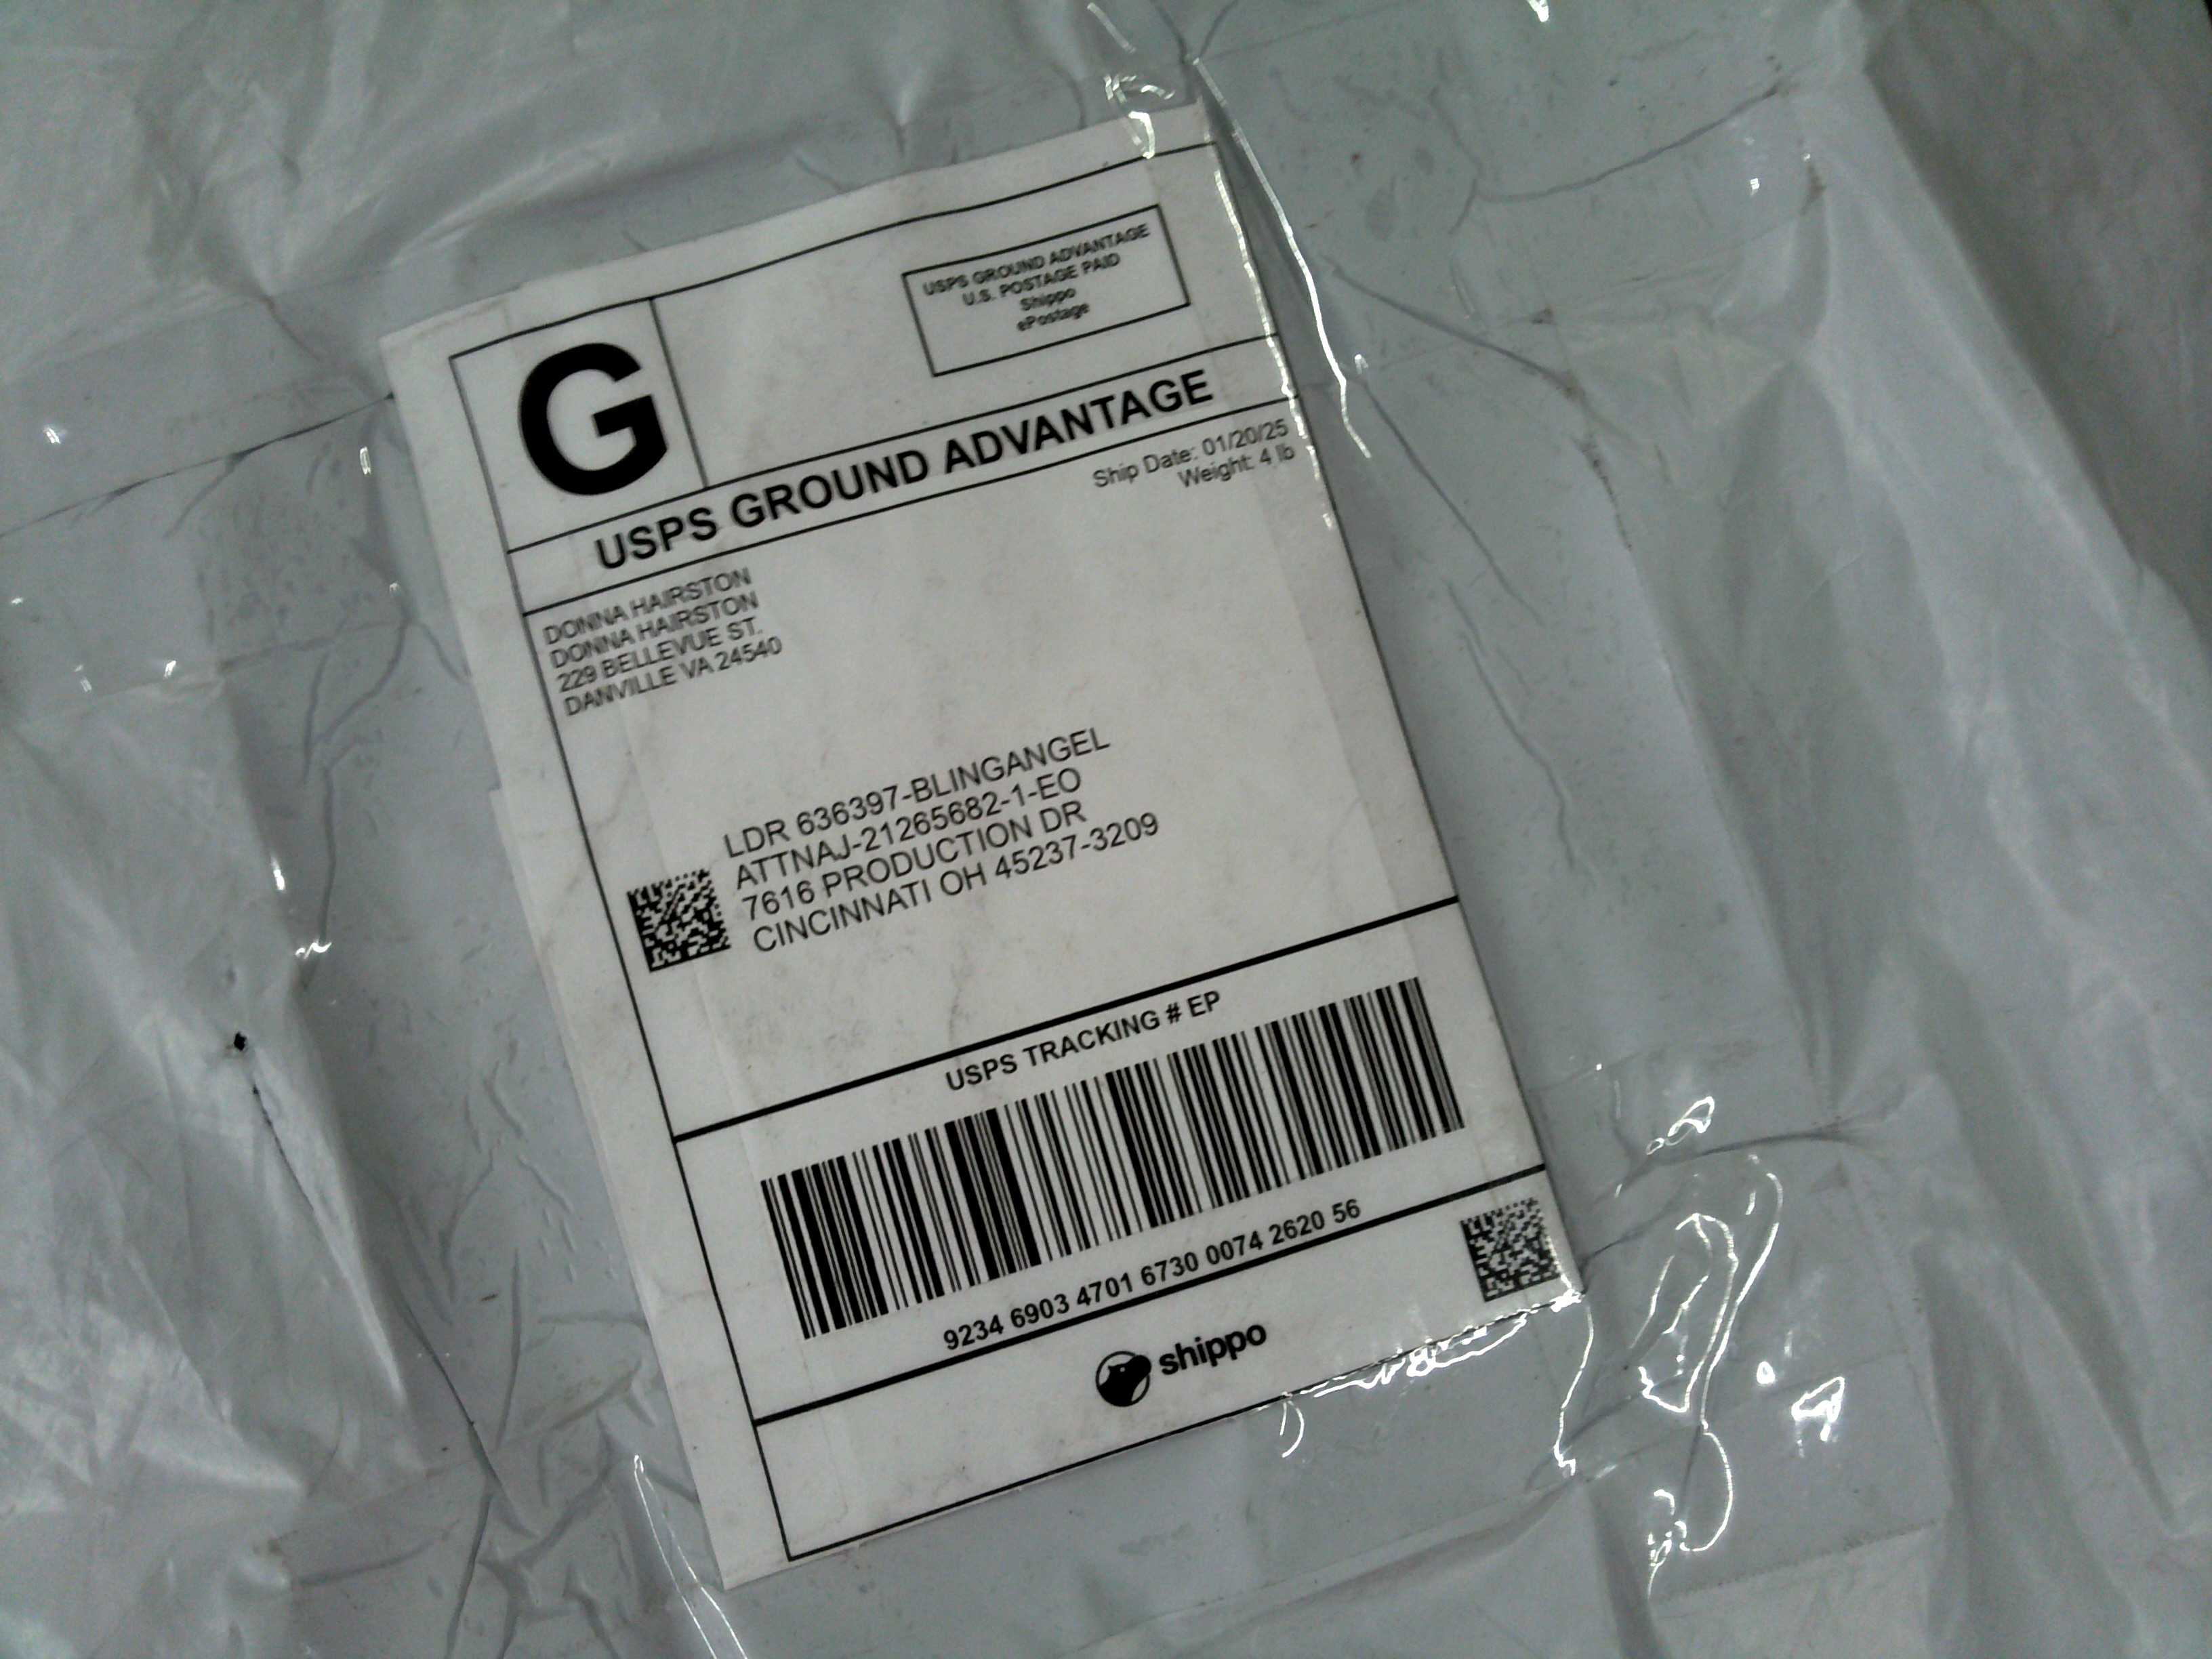 G
USPS GROUND ADVANTAGE
U.S. POSTAGE PAID
Shippo
ePostage
USPS GROUND ADVANTAGE
Ship Date: 01/20/25
Weight: 4 lb
DONNA HAIRSTON
DONNA HAIRSTON
229 BELLEVUE ST.
DANVILLE VA 24540
LDR 636397-BLINGANGEL
ATTNAJ-21265682-1-EO
7616 PRODUCTION DR
CINCINNATI OH 45237-3209
USPS TRACKING # EP
9234 6903 4701 6730 0074 2620 56
shippo